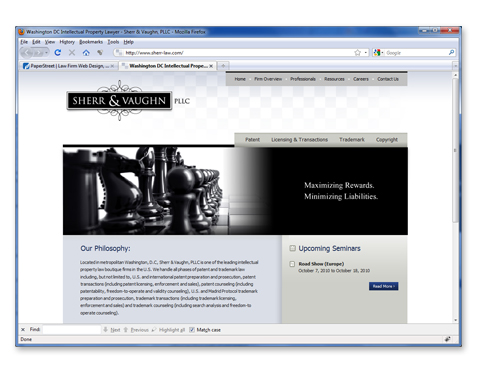 Washington DC Intellectual Property Lawyer - Sherr & Vaughn, PLLC - Mozilla Firefox
File Edit View History Bookmarks Tools Help
http://www.sherr-law.com/
Google
PaperStreet | Law Firm Web Design, ...
Washington DC Intellectual Prope...
Home Firm Overview Professionals Resources Careers Contact Us
SHERR & VAUGHN PLLC
Patent Licensing & Transactions Trademark Copyright
Maximizing Rewards.
Minimizing Liabilities.
Our Philosophy:
Located in metropolitan Washington, D.C, Sherr & Vaughn, PLLC is one of the leading intellectual
property law boutique firms in the U.S. We handle all phases of patent and trademark law
including, but not limited to, U.S. and international patent preparation and prosecution, patent
transactions (including patent licensing, enforcement and sales), patent counseling (including
patentability, freedom-to-operate and validity counseling), U.S. and Madrid Protocol trademark
preparation and prosecution, trademark transactions (including trademark licensing,
enforcement and sales) and trademark counseling (including search analysis and freedom-to-
operate counseling).
Upcoming Seminars
Road Show (Europe)
October 7, 2010 to October 18, 2010
Read More
Find: Next Previous Highlight all Match case
Done